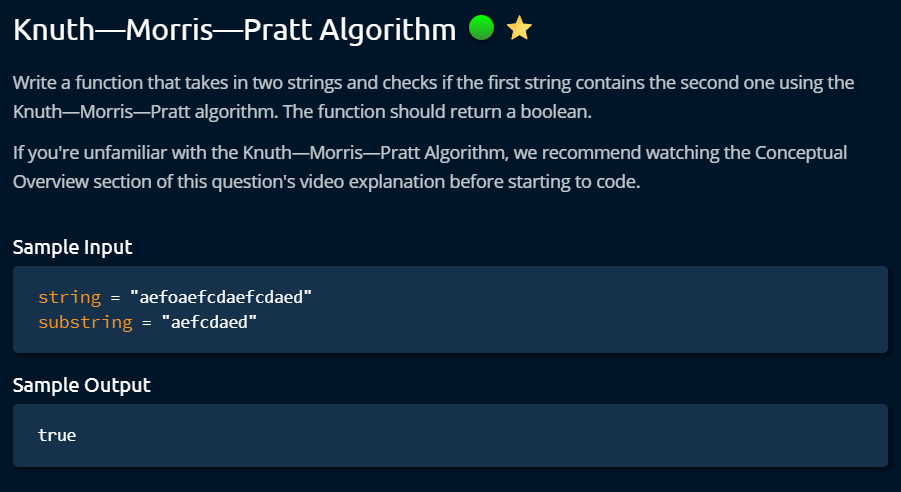 Knuth—Morris—Pratt Algorithm
Write a function that takes in two strings and checks if the first string contains the second one using the
Knuth—Morris—Pratt algorithm. The function should return a boolean.
If you're unfamiliar with the Knuth—Morris—Pratt Algorithm, we recommend watching the Conceptual
Overview section of this question's video explanation before starting to code.
Sample Input
string = "aefoaefcdaefcdaed"
substring = "aefcdaed"
Sample Output
true